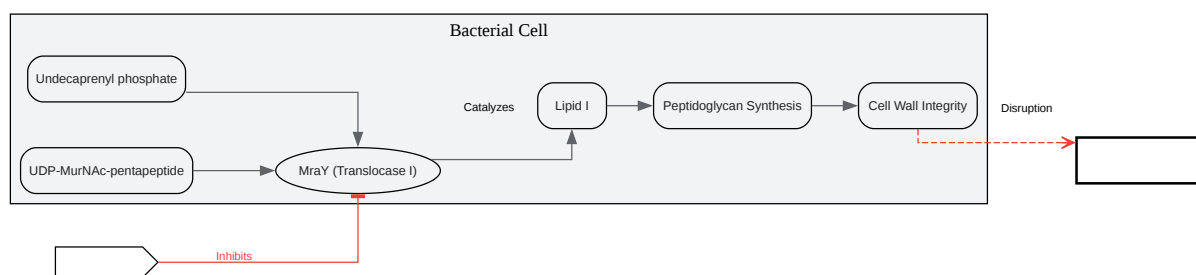 Bacterial Cell
Undecaprenyl phosphate
Catalyzes
Lipid I
Peptidoglycan Synthesis
Cell Wall Integrity
Disruption
UDP-MurNAc-pentapeptide
MraY (Translocase I)
Inhibits